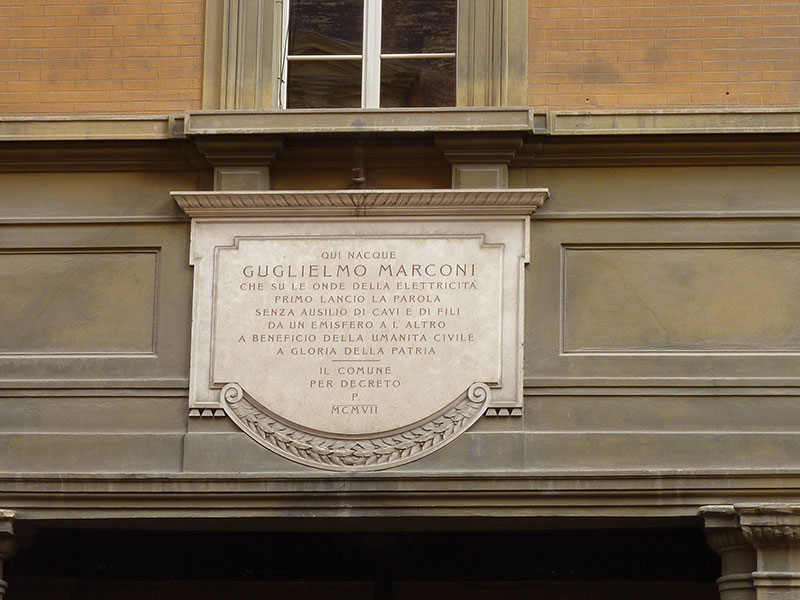 QUI NACQUE
GUGLIELMO MARCONI
CHE SU LE ONDE DELLA ELETTRICITÀ
PRIMO LANCIO LA PAROLA
SENZA AUSILIO DI CAVI E DI FILI
DA UN EMISFERO A L ALTRO
A BENEFICIO DELLA UMANITA CIVILE
A GLORIA DELLA PATRIA
IL COMUNE
PER DECRETO
P.
MCMVII